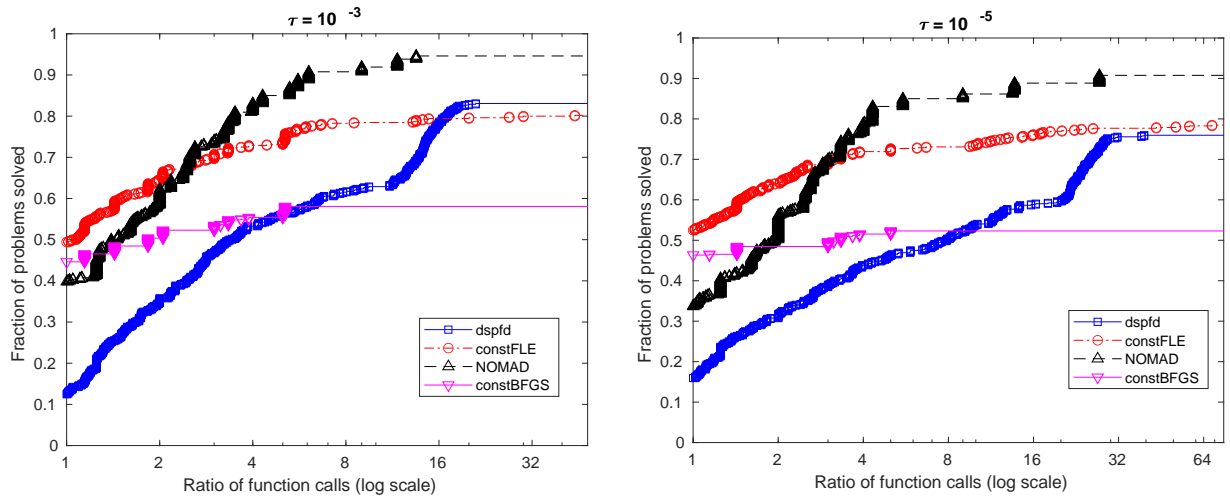 τ = 10 -3
Fraction of problems solved
1
0.9
0.8
0.7
0.6
0.5
0.4
0.3
0.2
0.1
0
dspfd
constFLE
NOMAD
constBFGS
1 2 4 8 16 32
Ratio of function calls (log scale)
τ = 10 -5
Fraction of problems solved
1
0.9
0.8
0.7
0.6
0.5
0.4
0.3
0.2
0.1
0
dspfd
constFLE
NOMAD
constBFGS
1 2 4 8 16 32 64
Ratio of function calls (log scale)